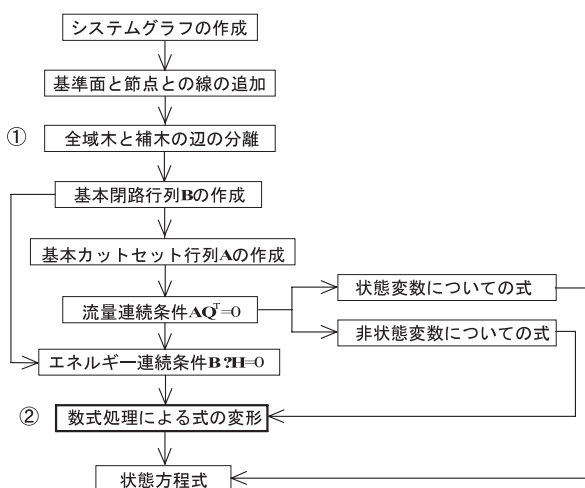 システムグラフの作成
基準面と節点との線の追加
① 全域木と補木の辺の分離
基本閉路行列Bの作成
基本カットセット行列Aの作成
流量連続条件AQᵀ=0
状態変数についての式
非状態変数についての式
エネルギー連続条件B ?H=0
② 数式処理による式の変形
状態方程式